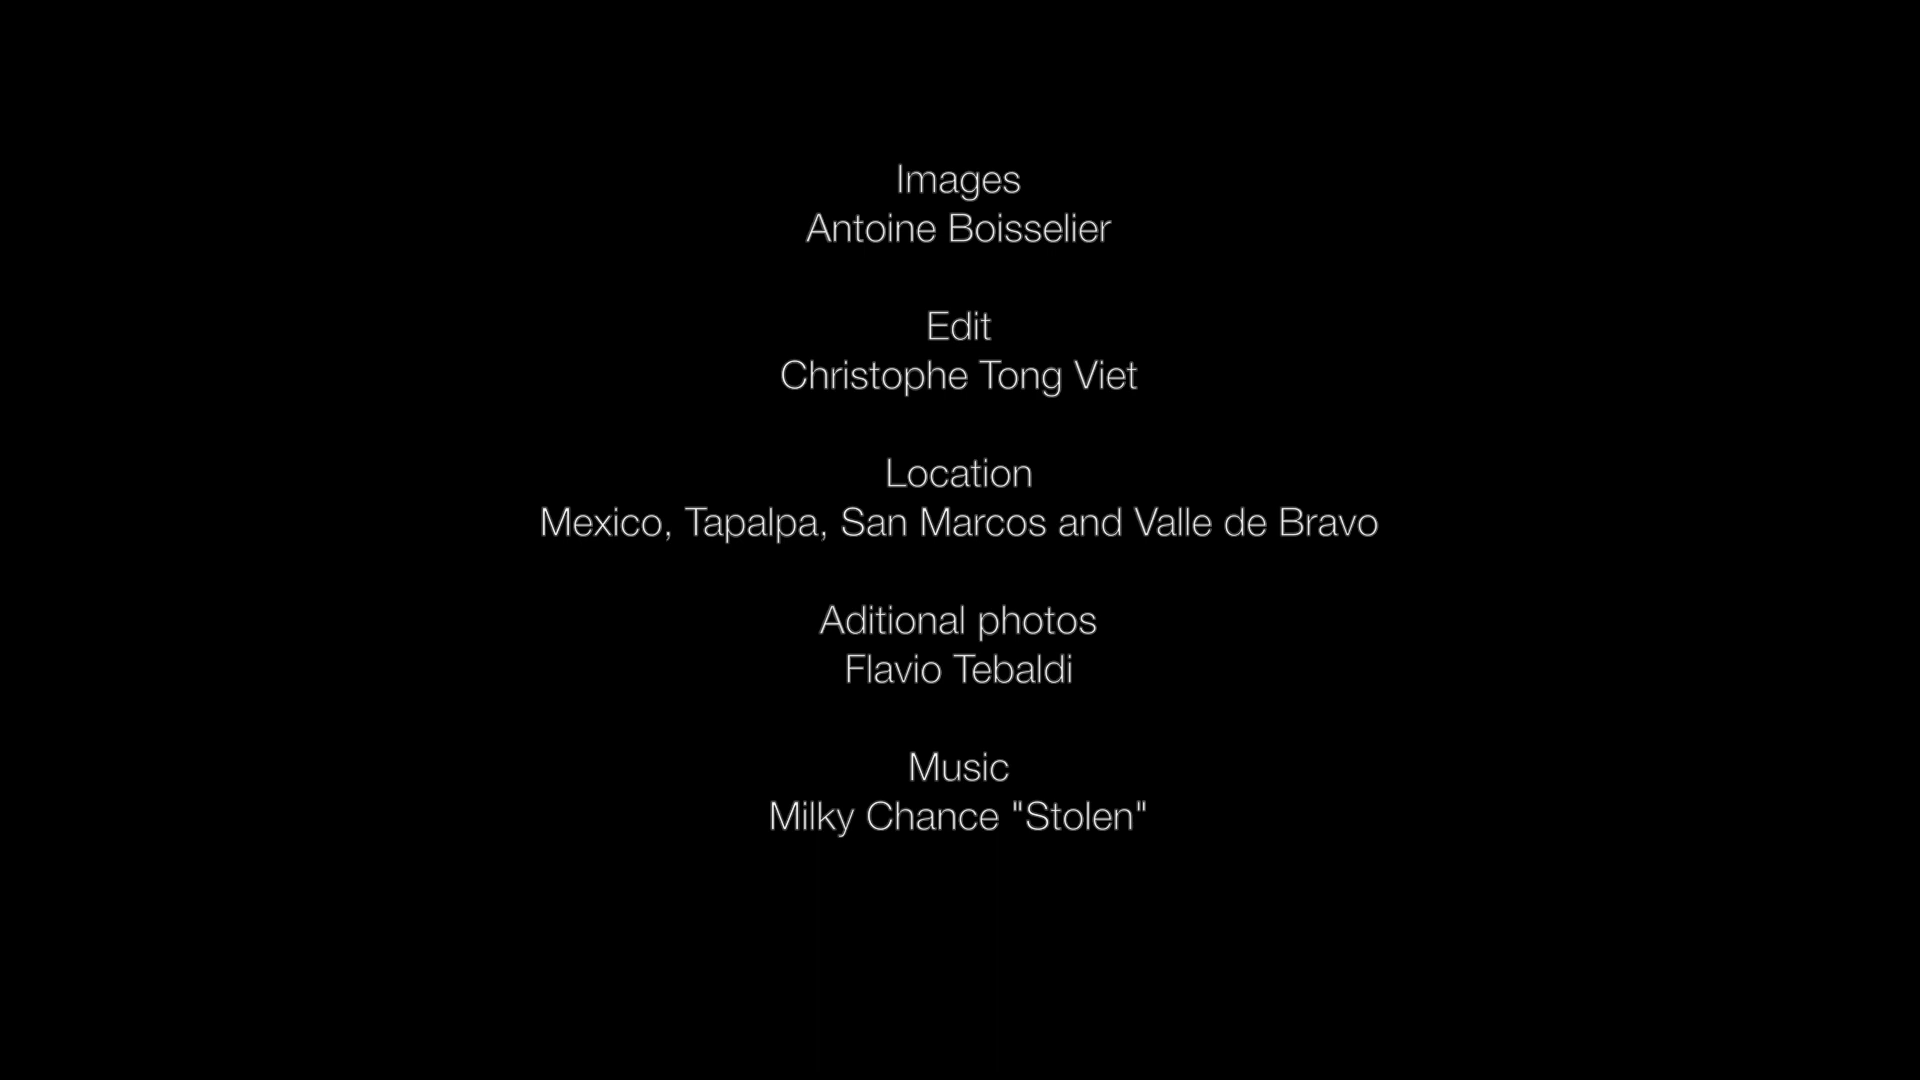 Images
Antoine Boisselier
Edit
Christophe Tong Viet
Location
Mexico, Tapalpa, San Marcos and Valle de Bravo
Aditional photos
Flavio Tebaldi
Music
Milky Chance "Stolen"